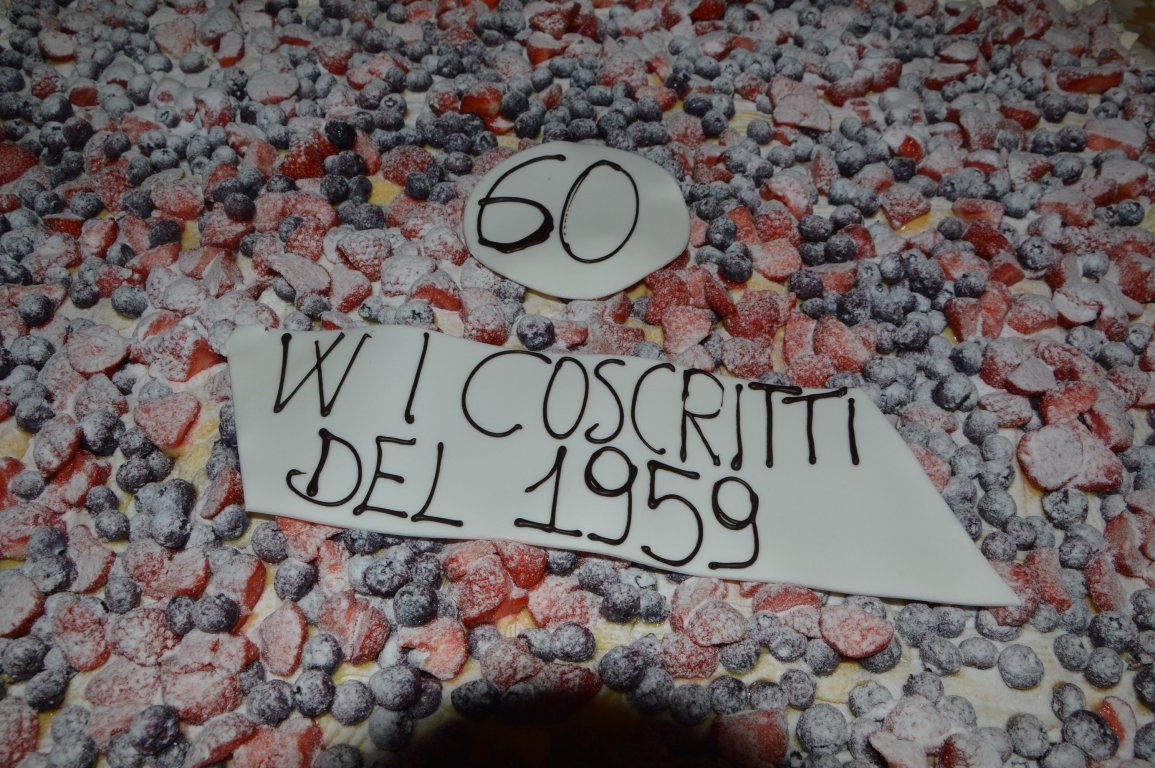 60
W I COSCRITTI
DEL 1959